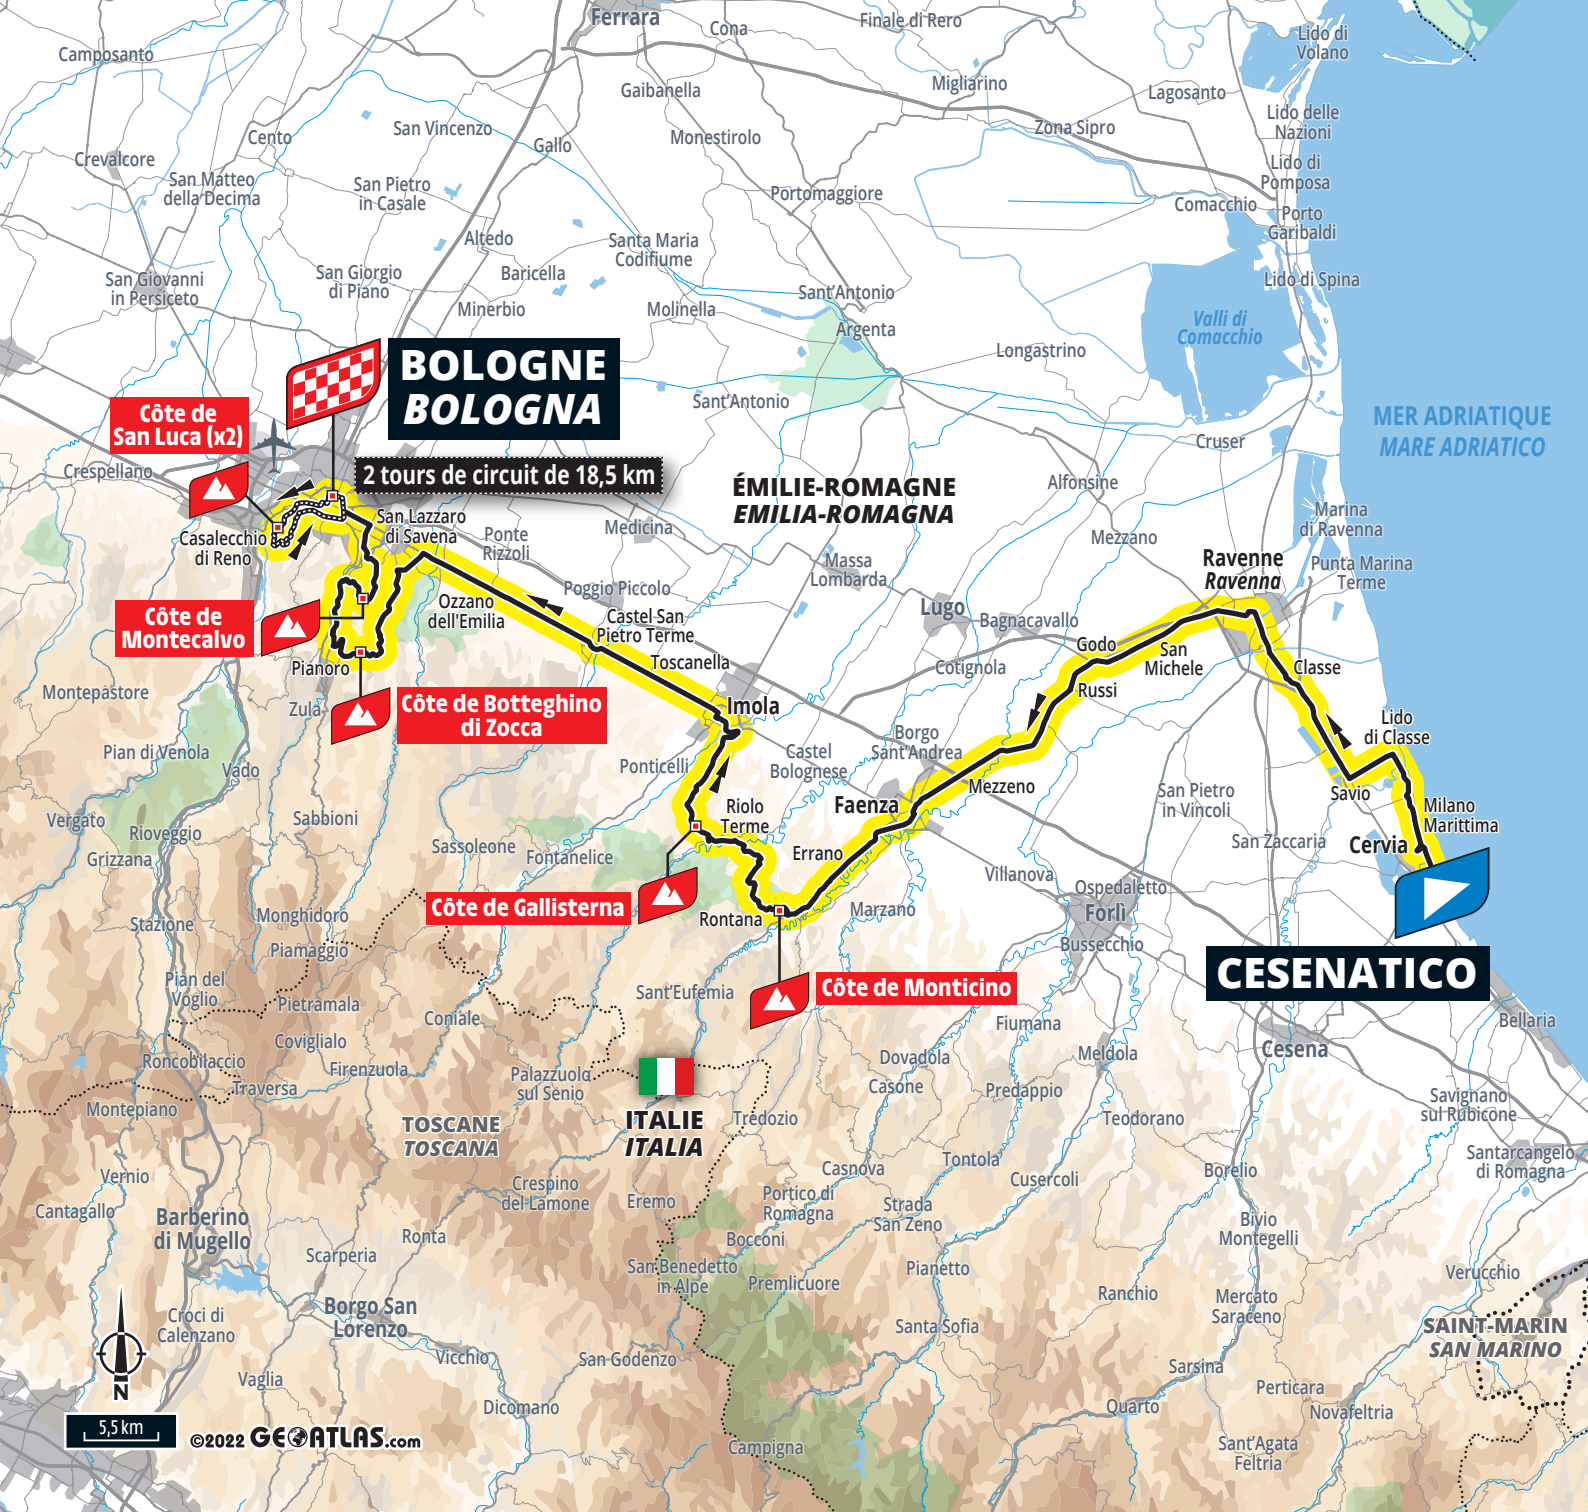 Ferrara
Cona
Finale di Rero
Lido di
Volano
Camposanto
Gaibanella
Migliarino
Lagosanto
Lido delle
Nazioni
Cento
San Vincenzo
Gallo
Monestirolo
Zona Sipro
Crevalcore
Lido di
Pomposa
San Matteo
della Decima
San Pietro
in Casale
Portomaggiore
Comacchio
Porto
Garibaldi
Altedo
Santa Maria
Codifiume
San Giovanni
in Persiceto
San Giorgio
di Piano
Baricella
Lido di Spina
Minerbio
Molinella
Sant'Antonio
Argenta
Valli di
Comacchio
Longastrino
BOLOGNE
BOLOGNA
Sant'Antonio
Côte de
San Luca (x2)
MER ADRIATIQUE
MARE ADRIATICO
Cruser
Crespellano
2 tours de circuit de 18,5 km
ÉMILIE-ROMAGNE
EMILIA-ROMAGNA
Alfonsine
San Lazzaro
di Savena
Ponte
Rizzoli
Medicina
Marina
di Ravenna
Casalecchio
di Reno
Mezzano
Ravenne
Ravenna
Massa
Lombarda
Punta Marina
Terme
Poggio Piccolo
Ozzano
dell'Emilia
Castel San
Pietro Terme
Lugo
Bagnacavallo
Côte de
Montecalvo
Godo
San
Michele
Toscanella
Cotignola
Classe
Pianoro
Russi
Montepastore
Zula
Côte de Botteghino
di Zocca
Imola
Lido
di Classe
Borgo
Sant'Andrea
Pian di Venola
Vado
Ponticelli
Castel
Bolognese
Mezzeno
San Pietro
in Vincoli
Savio
Vergato
Rioveggio
Sabbioni
Riolo
Terme
Faenza
Milano
Marittima
Grizzana
Sassoleone
Fontanelice
Errano
San Zaccaria
Cervia
Villanova
Ospedaletto
Forlì
Stazione
Monghidoro
Côte de Gallisterna
Rontana
Marzano
Bussecchio
Piamaggio
CESENATICO
Pian del
Voglio
Pietramala
Sant'Eufemia
Côte de Monticino
Coniale
Fiumana
Bellaria
Coviglialo
Roncobilaccio
Firenzuola
Dovadola
Meldola
Cesena
Traversa
Palazzuolo
sul Senio
Casone
Predappio
Montepiano
Savignano
sul Rubicone
TOSCANE
TOSCANA
ITALIE
ITALIA
Tredozio
Teodorano
Vernio
Casnova
Tontola
Borelio
Santarcangelo
di Romagna
Crespino
del Lamone
Eremo
Cusercoli
Cantagallo
Barberino
di Mugello
Portico di
Romagna
Strada
San Zeno
Ronta
Bocconi
Bivio
Montegelli
Scarperia
San Benedetto
in Alpe
Premlicuore
Pianetto
Verucchio
Ranchio
Mercato
Saraceno
Croci di
Calenzano
Borgo San
Lorenzo
Santa Sofia
SAINT-MARIN
SAN MARINO
Vicchio
San Godenzo
Sarsina
Vaglia
Perticara
N
Dicomano
Quarto
Novafeltria
5,5 km
©2022 GEOATLAS.com
Campigna
Sant'Agata
Feltria